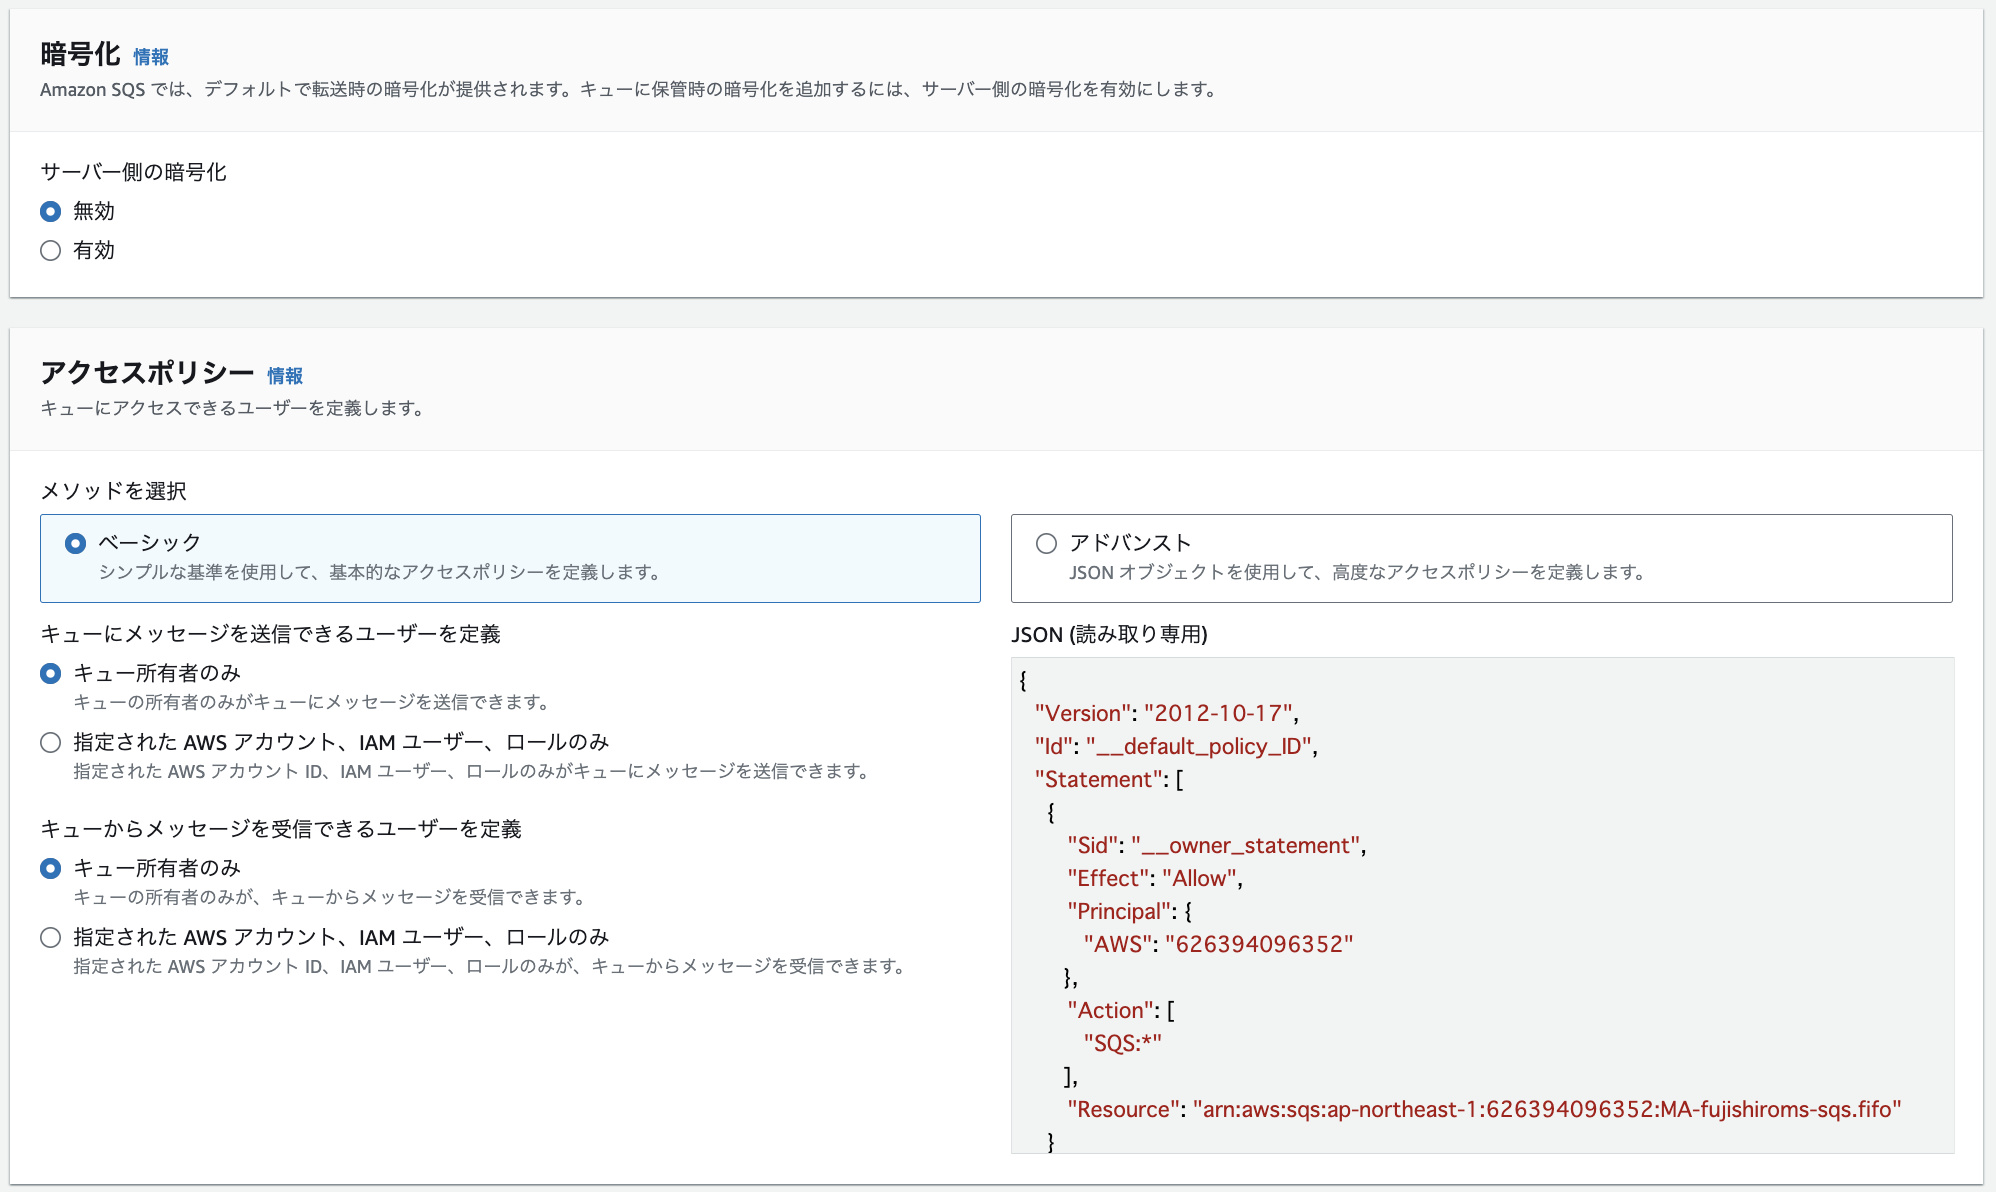 暗号化 情報
Amazon SQS では、デフォルトで転送時の暗号化が提供されます。キューに保管時の暗号化を追加するには、サーバー側の暗号化を有効にします。
サーバー側の暗号化
無効
有効
アクセスポリシー 情報
キューにアクセスできるユーザーを定義します。
メソッドを選択
ベーシック
シンプルな基準を使用して、基本的なアクセスポリシーを定義します。
アドバンスト
JSON オブジェクトを使用して、高度なアクセスポリシーを定義します。
キューにメッセージを送信できるユーザーを定義
キュー所有者のみ
キューの所有者のみがキューにメッセージを送信できます。
指定された AWS アカウント、IAM ユーザー、ロールのみ
指定された AWS アカウント ID、IAM ユーザー、ロールのみがキューにメッセージを送信できます。
キューからメッセージを受信できるユーザーを定義
キュー所有者のみ
キューの所有者のみが、キューからメッセージを受信できます。
指定された AWS アカウント、IAM ユーザー、ロールのみ
指定された AWS アカウント ID、IAM ユーザー、ロールのみが、キューからメッセージを受信できます。
JSON (読み取り専用)
{
"Version": "2012-10-17",
"Id": "__default_policy_ID",
"Statement": [
{
"Sid": "__owner_statement",
"Effect": "Allow",
"Principal": {
"AWS": "626394096352"
},
"Action": [
"SQS:*"
],
"Resource": "arn:aws:sqs:ap-northeast-1:626394096352:MA-fujishiroms-sqs.fifo"
}